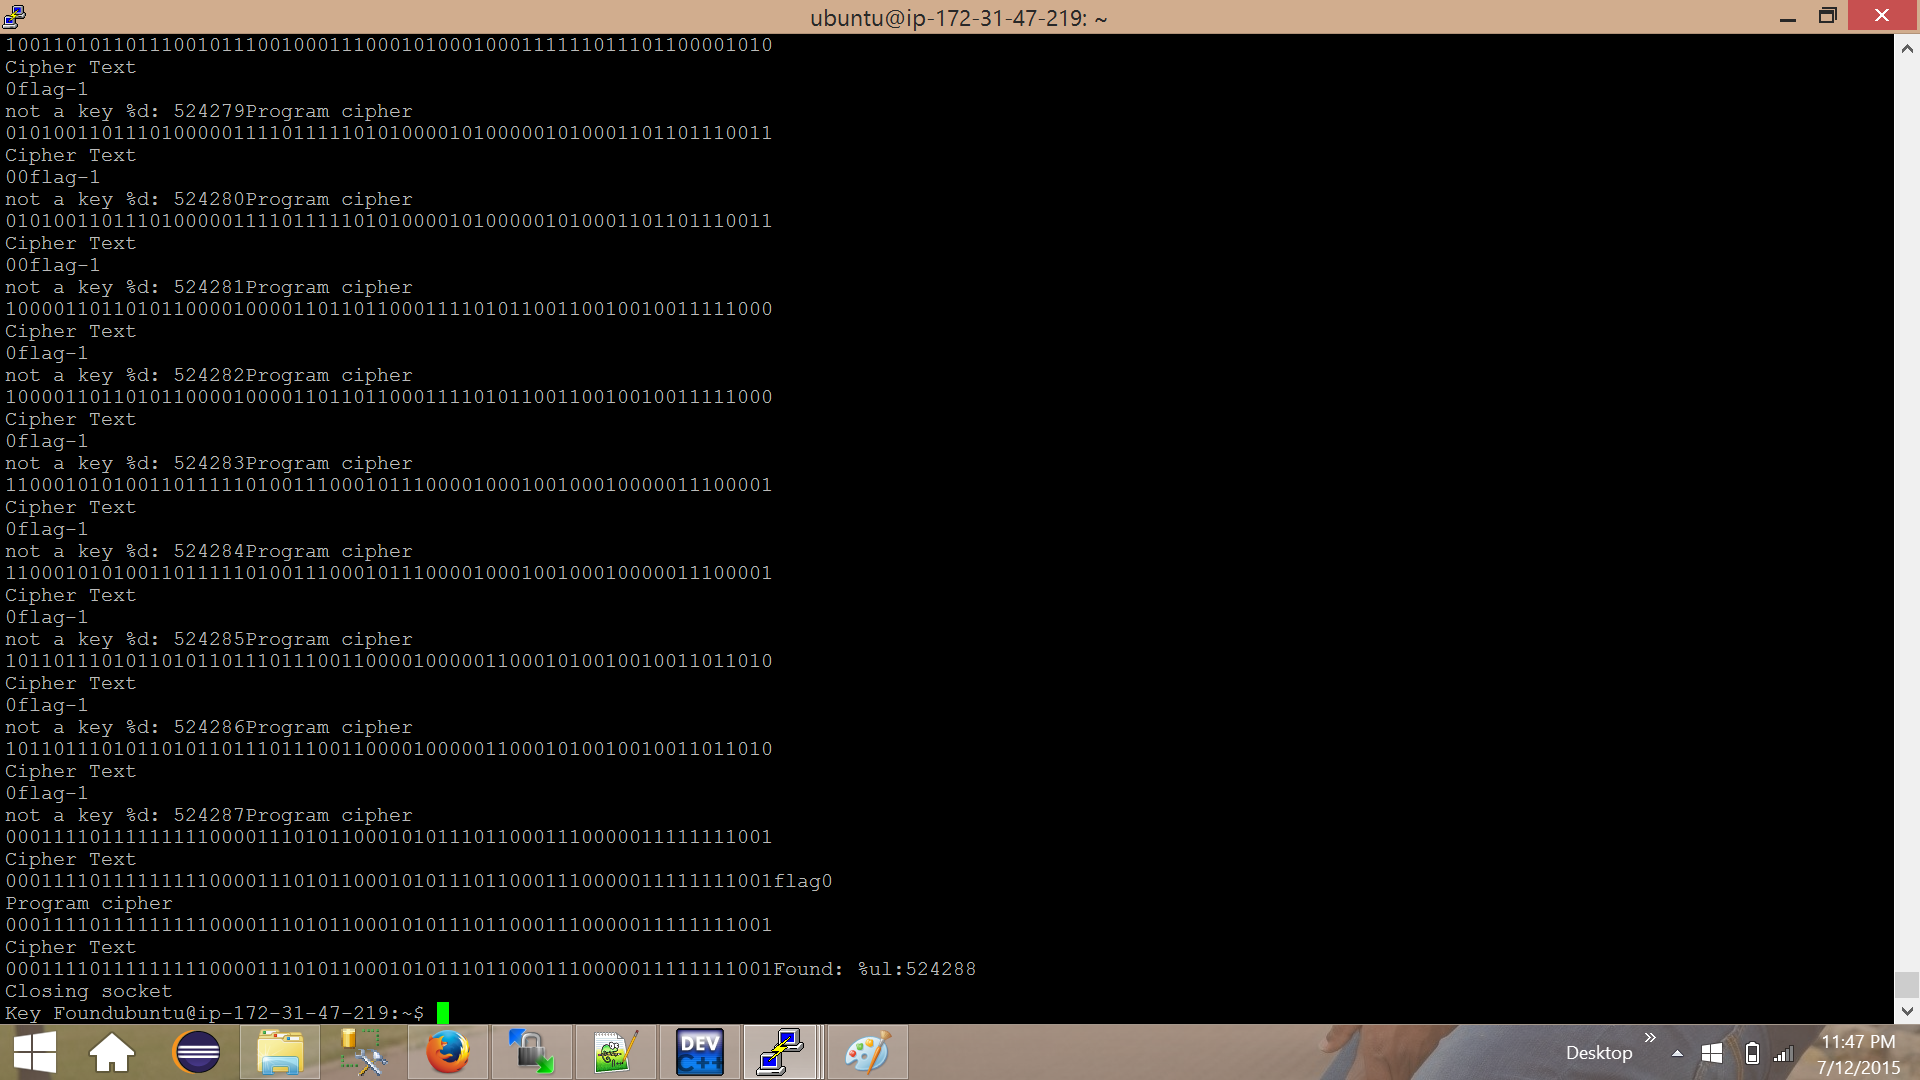 ubuntu@ip-172-31-47-219: ~
1001101011011100101110010001110001010001000111111011101100001010
Cipher Text
0flag-1
not a key %d: 524279Program cipher
0101001101110100000111101111101010000101000001010001101101110011
Cipher Text
00flag-1
not a key %d: 524280Program cipher
0101001101110100000111101111101010000101000001010001101101110011
Cipher Text
00flag-1
not a key %d: 524281Program cipher
1000011011010110000100001101101100011110101100110010010011111000
Cipher Text
0flag-1
not a key %d: 524282Program cipher
1000011011010110000100001101101100011110101100110010010011111000
Cipher Text
0flag-1
not a key %d: 524283Program cipher
1100010101001101111101001110001011100001000100100010000011100001
Cipher Text
0flag-1
not a key %d: 524284Program cipher
1100010101001101111101001110001011100001000100100010000011100001
Cipher Text
0flag-1
not a key %d: 524285Program cipher
1011011101011010110111011100110000100000110001010010010011011010
Cipher Text
0flag-1
not a key %d: 524286Program cipher
1011011101011010110111011100110000100000110001010010010011011010
Cipher Text
0flag-1
not a key %d: 524287Program cipher
0001111011111111110000111010110001010111011000111000001111111001
Cipher Text
0001111011111111110000111010110001010111011000111000001111111001flag0
Program cipher
0001111011111111110000111010110001010111011000111000001111111001
Cipher Text
0001111011111111110000111010110001010111011000111000001111111001Found: %ul:524288
Closing socket
Key Foundubuntu@ip-172-31-47-219:~$
DEV
C++
Desktop
11:47 PM
7/12/2015